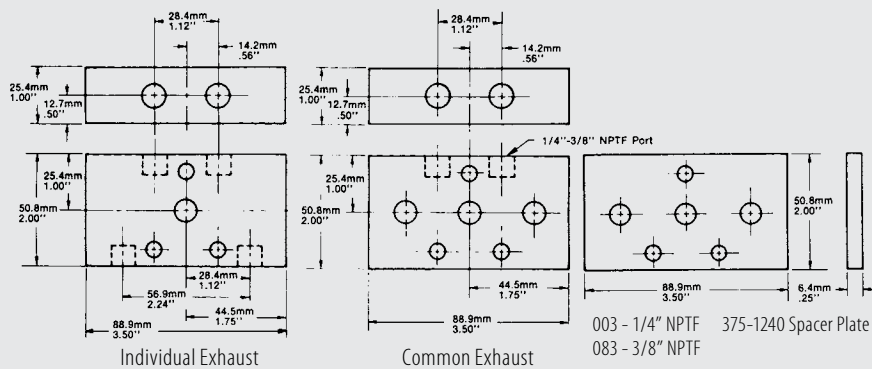 28.4mm
1.12"
14.2mm
.56"
25.4mm
1.00"
12.7mm
.50"
25.4mm
1.00"
50.8mm
2.00"
28.4mm
1.12"
56.9mm
2.24"
44.5mm
1.75"
88.9mm
3.50"
Individual Exhaust
28.4mm
1.12"
14.2mm
.56"
25.4mm
1.00"
12.7mm
.50"
1/4"-3/8" NPTF Port
25.4mm
1.00"
50.8mm
2.00"
44.5mm
1.75"
88.9mm
3.50"
Common Exhaust
50.8mm
2.00"
88.9mm
3.50"
6.4mm
.25"
003 - 1/4" NPTF
083 - 3/8" NPTF
375-1240 Spacer Plate